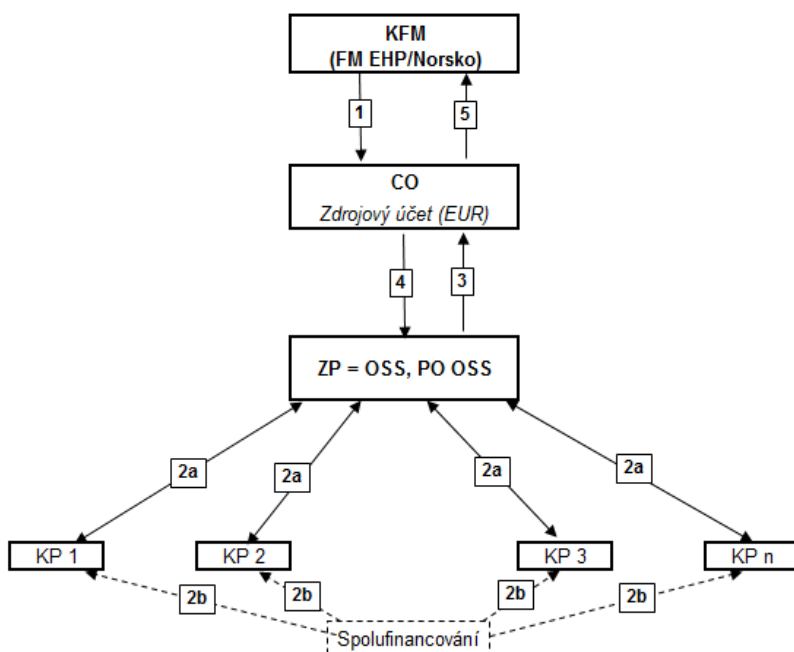 KFM
(FM EHP/Norsko)
1
5
CO
Zdrojový účet (EUR)
4
3
ZP = OSS, PO OSS
2a
2a
2a
2a
KP 1
KP 2
KP 3
KP n
2b
2b
2b
2b
Spolufinancování